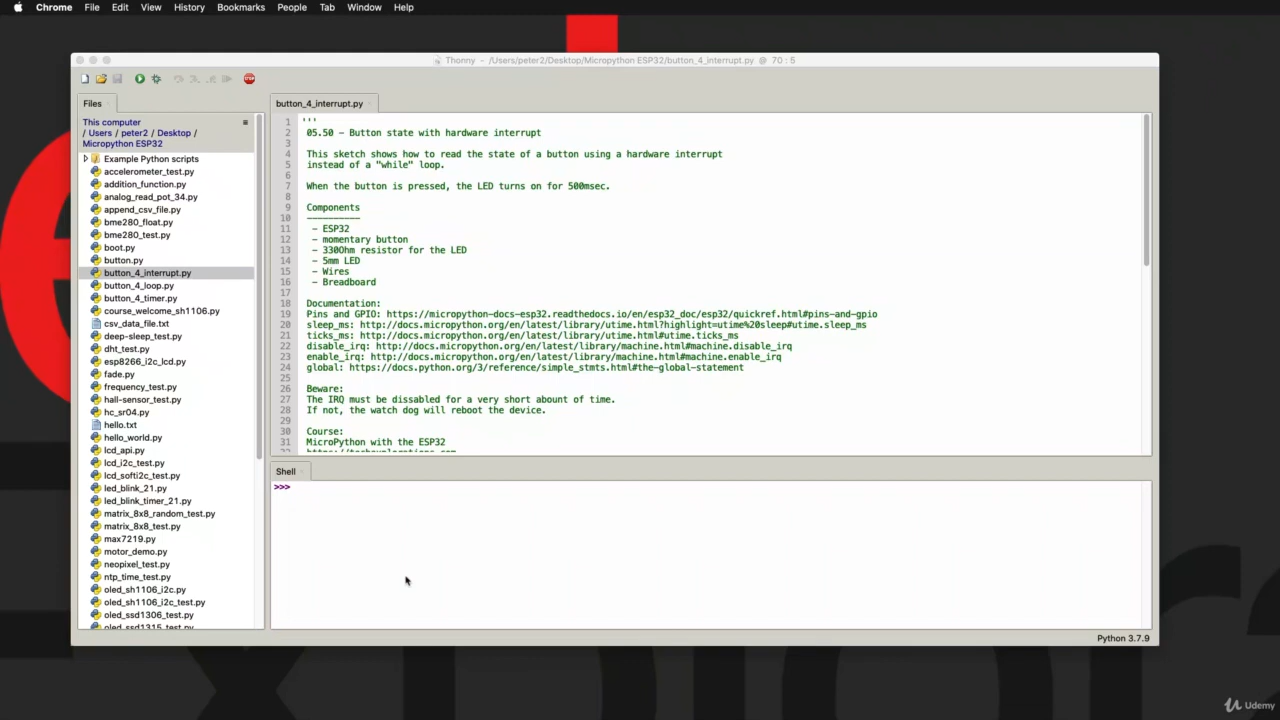 Chrome File Edit View History Bookmarks People Tab Window Help
Thonny - /Users/peter2/Desktop/Micropython ESP32/button_4_interrupt.py @ 70 : 5
STOP
Files
This computer
/ Users / peter2 / Desktop /
Micropython ESP32
Example Python scripts
accelerometer_test.py
addition_function.py
analog_read_pot_34.py
append_csv_file.py
bme280_float.py
bme280_test.py
boot.py
button.py
button_4_interrupt.py
button_4_loop.py
button_4_timer.py
course_welcome_sh1106.py
csv_data_file.txt
deep-sleep_test.py
dht_test.py
esp8266_i2c_lcd.py
fade.py
frequency_test.py
hall-sensor_test.py
hc_sr04.py
hello.txt
hello_world.py
lcd_api.py
lcd_i2c_test.py
lcd_softi2c_test.py
led_blink_21.py
led_blink_timer_21.py
matrix_8x8_random_test.py
matrix_8x8_test.py
max7219.py
motor_demo.py
neopixel_test.py
ntp_time_test.py
oled_sh1106_i2c.py
oled_sh1106_i2c_test.py
oled_ssd1306_test.py
oled_ssd1315_test.py
button_4_interrupt.py
1 '''
2 05.50 - Button state with hardware interrupt
3
4 This sketch shows how to read the state of a button using a hardware interrupt
5 instead of a "while" loop.
6
7 When the button is pressed, the LED turns on for 500msec.
8
9 Components
10 ----------
11 - ESP32
12 - momentary button
13 - 330Ohm resistor for the LED
14 - 5mm LED
15 - Wires
16 - Breadboard
17
18 Documentation:
19 Pins and GPIO: https://micropython-docs-esp32.readthedocs.io/en/esp32_doc/esp32/quickref.html#pins-and-gpio
20 sleep_ms: http://docs.micropython.org/en/latest/library/utime.html?highlight=utime%20sleep#utime.sleep_ms
21 ticks_ms: http://docs.micropython.org/en/latest/library/utime.html#utime.ticks_ms
22 disable_irq: http://docs.micropython.org/en/latest/library/machine.html#machine.disable_irq
23 enable_irq: http://docs.micropython.org/en/latest/library/machine.html#machine.enable_irq
24 global: https://docs.python.org/3/reference/simple_stmts.html#the-global-statement
25
26 Beware:
27 The IRQ must be dissabled for a very short abount of time.
28 If not, the watch dog will reboot the device.
29
30 Course:
31 MicroPython with the ESP32
32 https://techexplorations.com
Shell
>>>
Python 3.7.9
Udemy